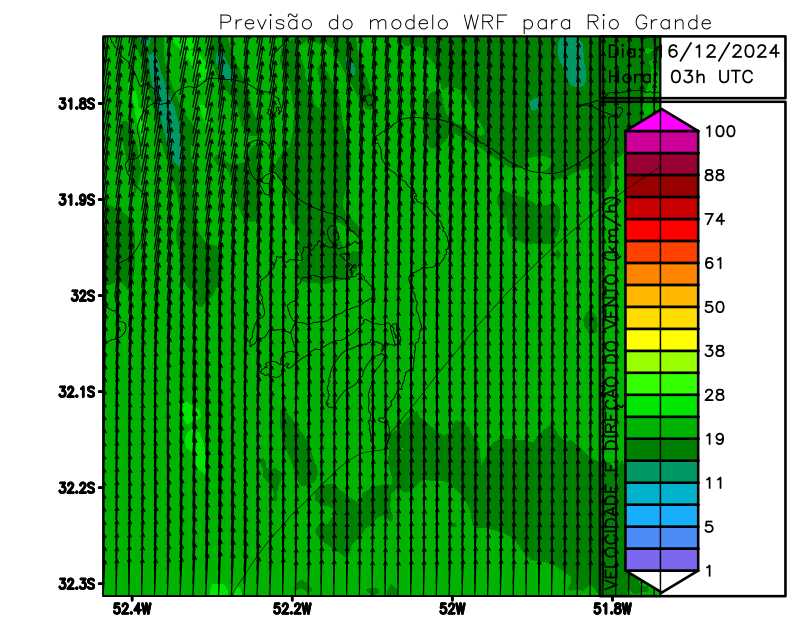 Previsão do modelo WRF para Rio Grande
Dia: 16/12/2024
Hora: 03h UTC
31.8S
31.9S
32S
32.1S
32.2S
32.3S
52.4W
52.2W
52W
51.8W
VELOCIDADE E DIREÇÃO DO VENTO (km/h)
100
88
74
61
50
38
28
19
11
5
1